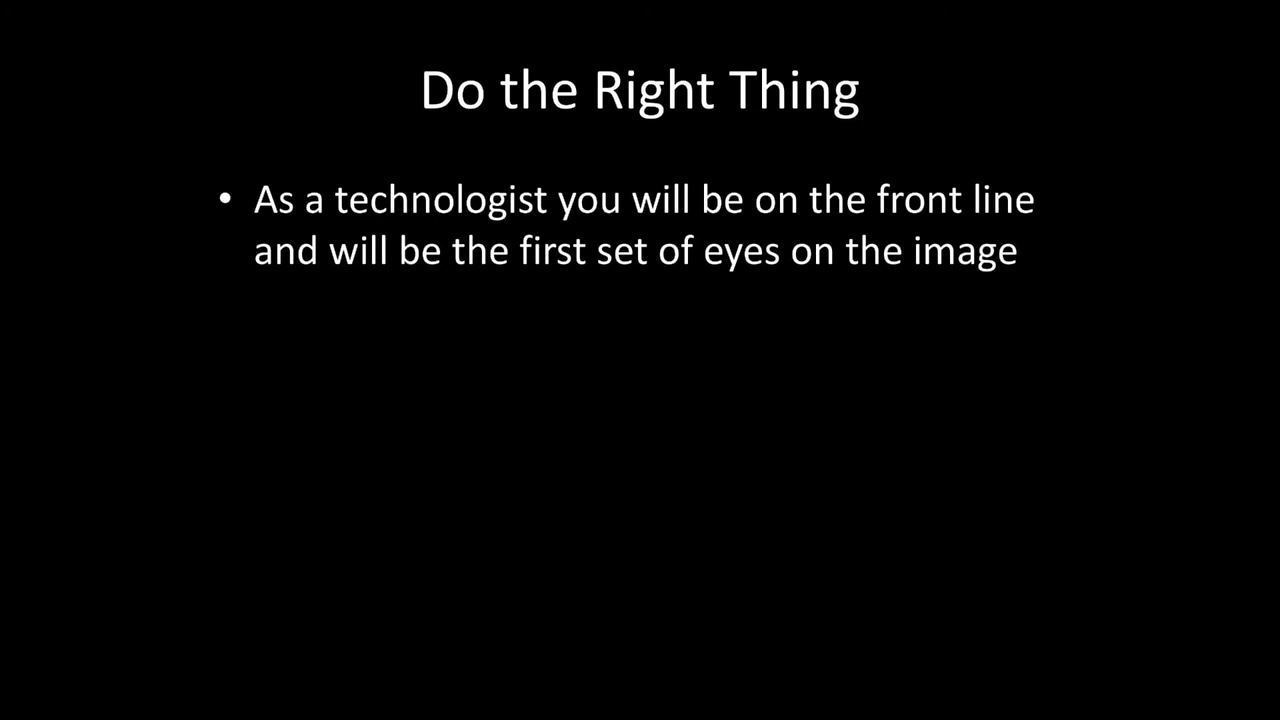 Do the Right Thing
• As a technologist you will be on the front line
and will be the first set of eyes on the image